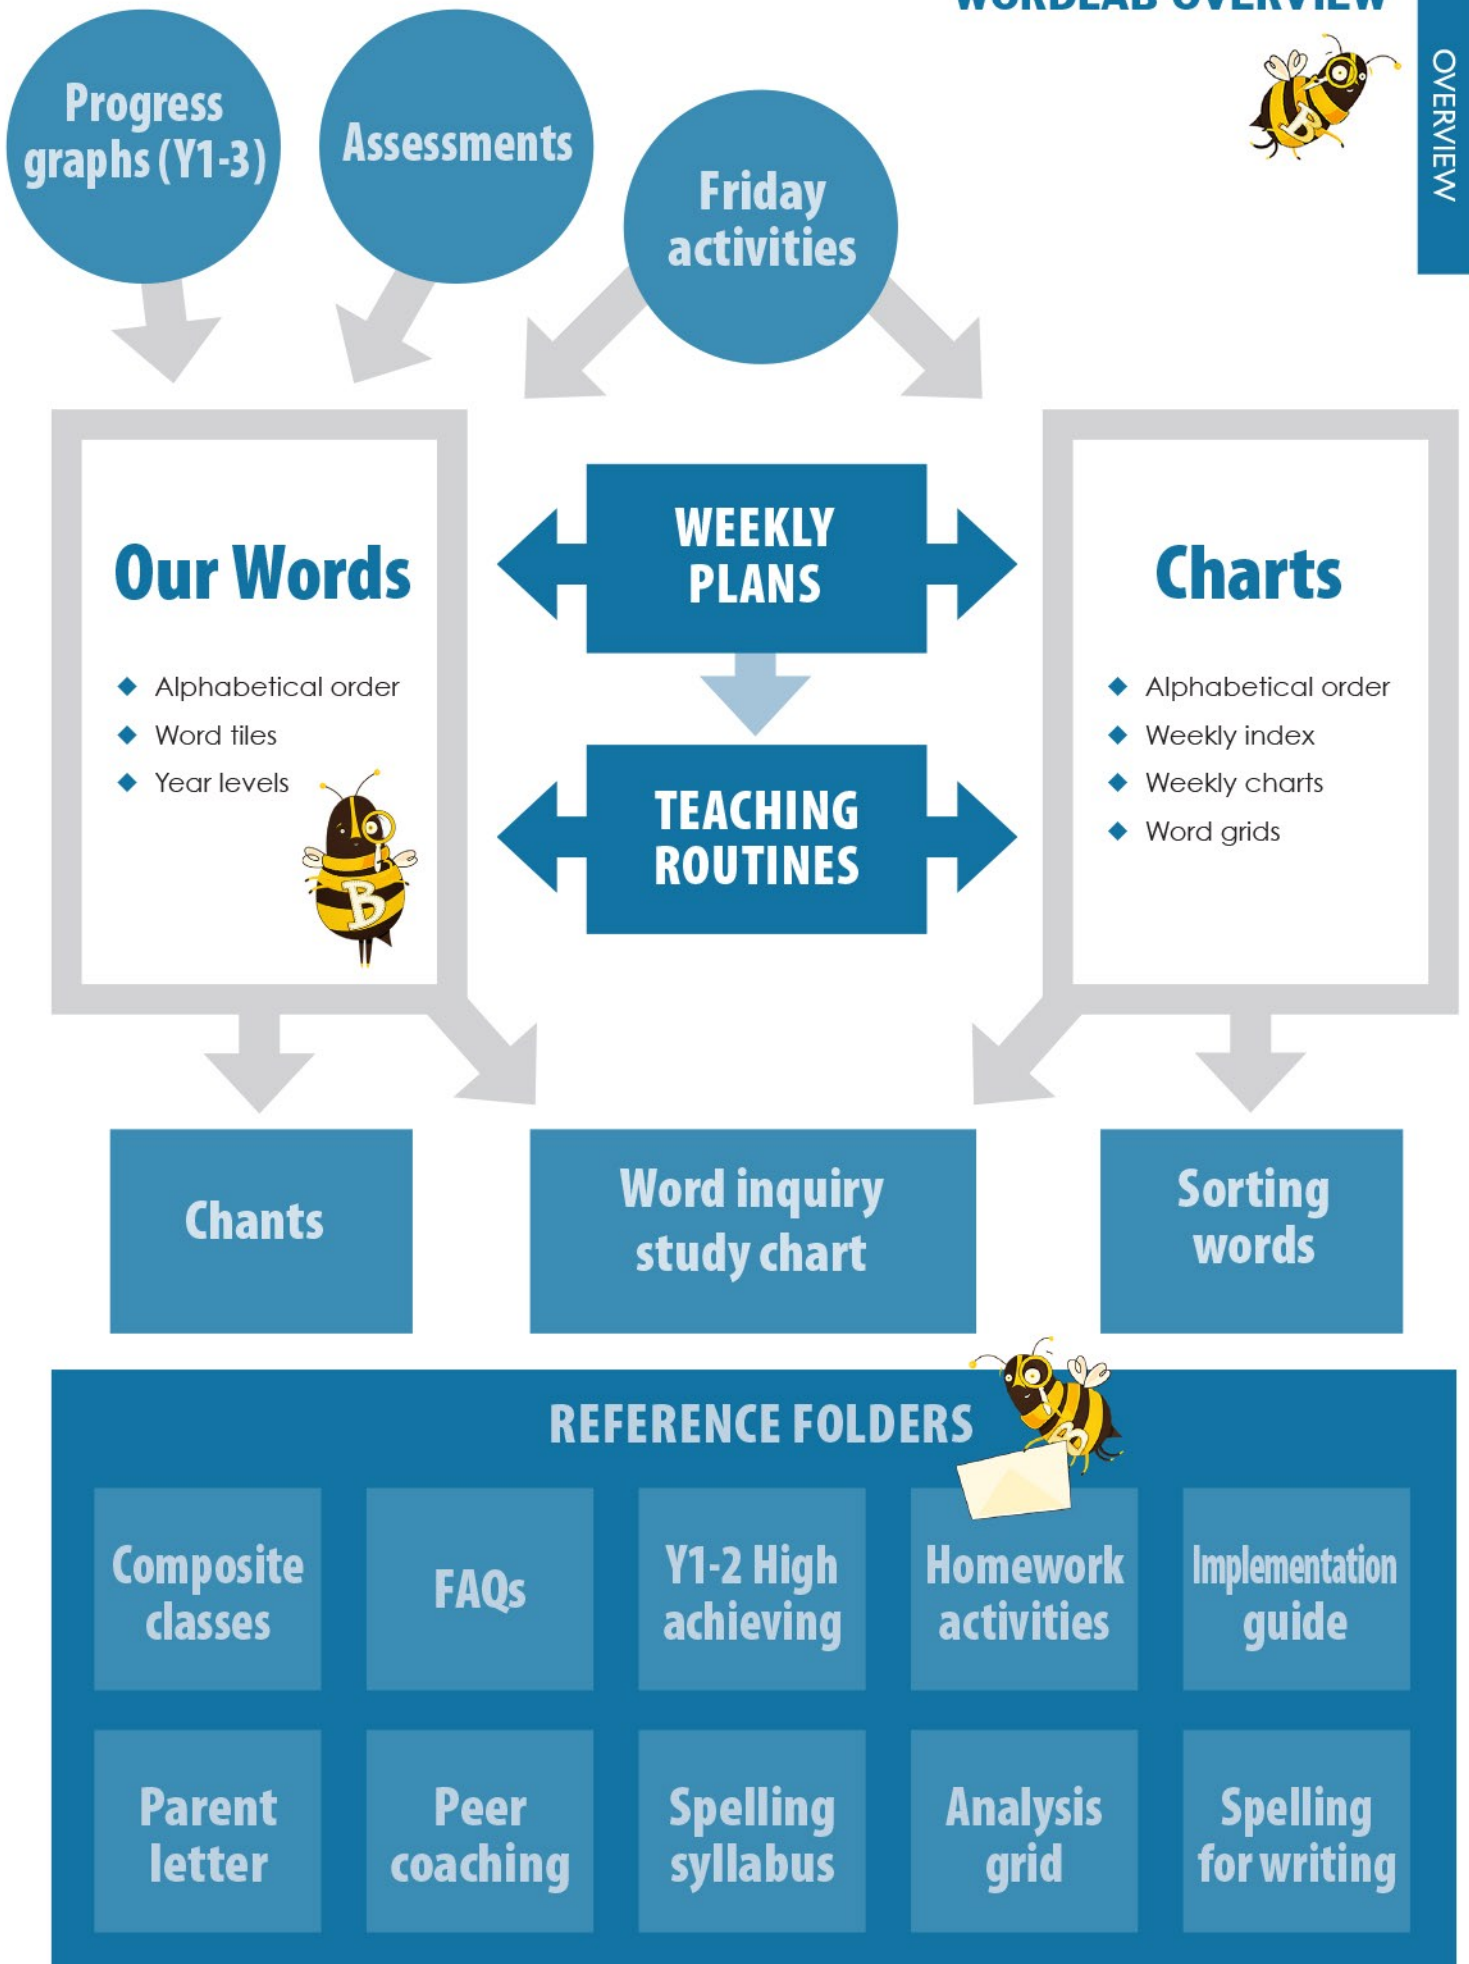 WORDLAB OVERVIEW
OVERVIEW
Progress
graphs (Y1-3)
Assessments
Friday
activities
Our Words
Alphabetical order
Word tiles
Year levels
B
WEEKLY
PLANS
TEACHING
ROUTINES
Charts
Alphabetical order
Weekly index
Weekly charts
Word grids
Chants
Word inquiry
study chart
Sorting
words
REFERENCE FOLDERS
B
Composite
classes
FAQs
Y1-2 High
achieving
Homework
activities
Implementation
guide
Parent
letter
Peer
coaching
Spelling
syllabus
Analysis
grid
Spelling
for writing
B